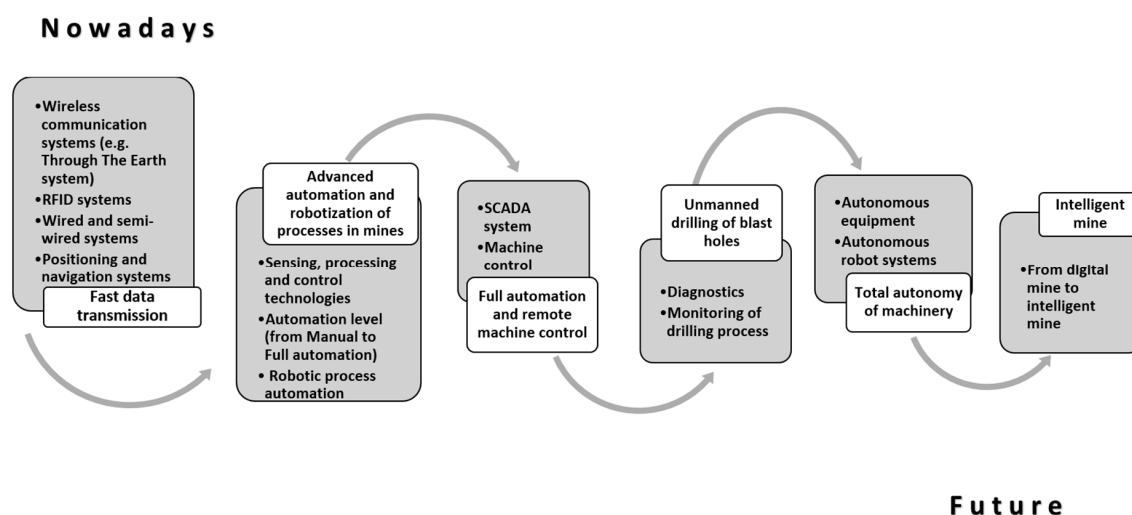 Nowadays
•Wireless
communication
systems (e.g.
Through The Earth
system)
•RFID systems
•Wired and semi-
wired systems
•Positioning and
navigation systems
Fast data
transmission
Advanced
automation and
robotization of
processes in mines
•Sensing, processing
and control
technologies
•Automation level
(from Manual to
Full automation)
• Robotic process
automation
•SCADA
system
•Machine
control
Full automation
and remote
machine control
Unmanned
drilling of blast
holes
•Diagnostics
•Monitoring of
drilling process
•Autonomous
equipment
•Autonomous
robot systems
Total autonomy
of machinery
Intelligent
mine
•From digital
mine to
intelligent
mine
Future